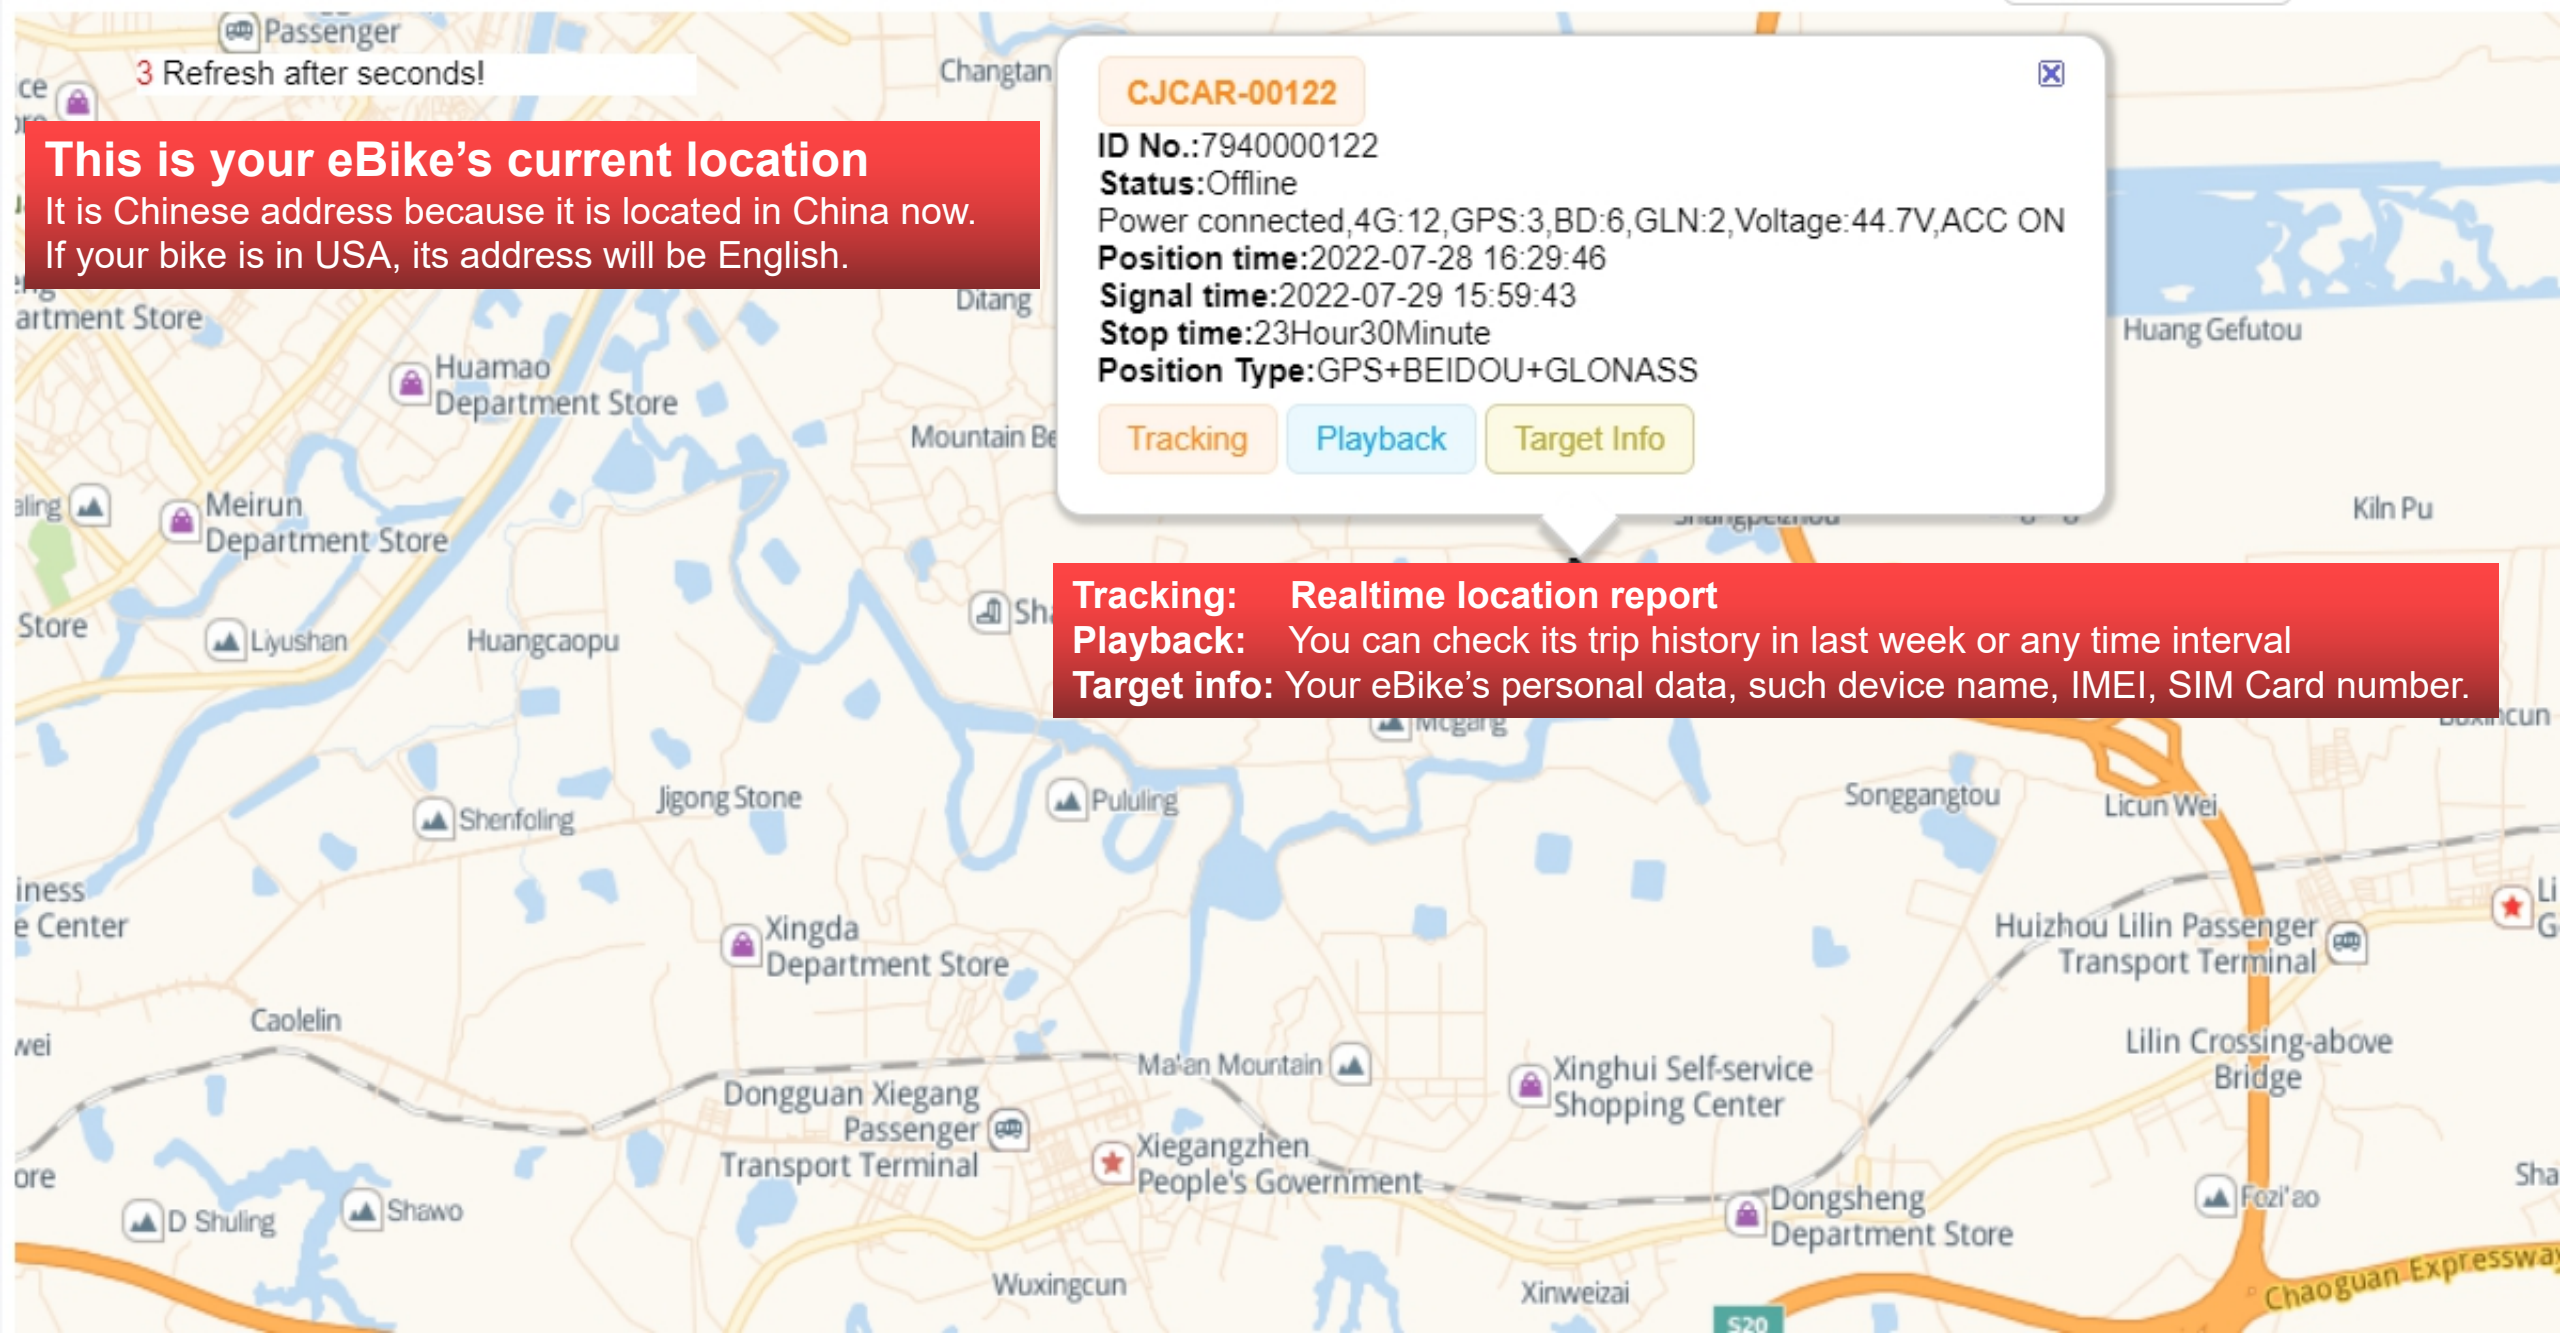 Passenger
3 Refresh after seconds!
Changtan
This is your eBike's current location
It is Chinese address because it is located in China now.
If your bike is in USA, its address will be English.
CJCAR-00122
ID No.:7940000122
Status:Offline
Power connected,4G:12,GPS:3,BD:6,GLN:2,Voltage:44.7V,ACC ON
Position time:2022-07-28 16:29:46
Signal time:2022-07-29 15:59:43
Stop time:23Hour30Minute
Position Type:GPS+BEIDOU+GLONASS
Tracking Playback Target Info
Ditang
artment Store
Huang Gefutou
Huamao
Department Store
Mountain Be
Meirun
Department Store
Kiln Pu
Shangpeizhou
Tracking: Realtime location report
Playback: You can check its trip history in last week or any time interval
Target info: Your eBike's personal data, such device name, IMEI, SIM Card number.
Store
Liyushan
Huangcaopu
Jigong Stone
Pululing
Songgangtou
Licun Wei
Shenfoling
iness
e Center
Xingda
Department Store
Huizhou Lilin Passenger
Transport Terminal
Caolelin
wei
Lilin Crossing-above
Bridge
Ma'an Mountain
Xinghui Self-service
Shopping Center
Dongguan Xiegang
Passenger
Transport Terminal
Xiegangzhen
People's Government
ore
D Shuling
Shawo
Dongsheng
Department Store
Fozi'ao
Sha
Wuxingcun
Xinweizai
Chaoguan Expressway
S20